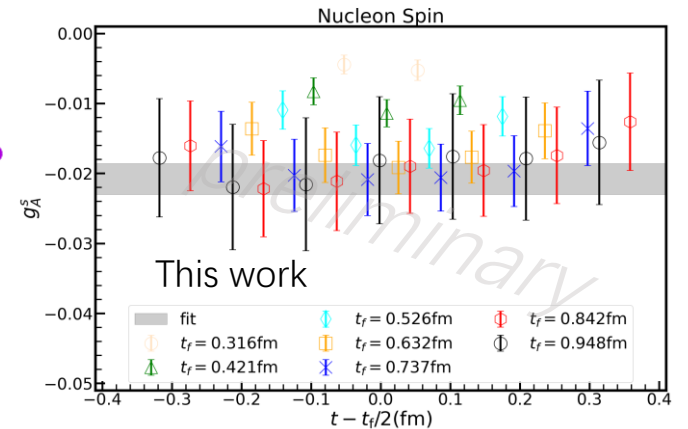 Nucleon Spin
0.00
−0.01
−0.02
−0.03
−0.04
−0.05
g_A^s
preliminary
This work
fit
t_f = 0.316fm
t_f = 0.421fm
t_f = 0.526fm
t_f = 0.632fm
t_f = 0.737fm
t_f = 0.842fm
t_f = 0.948fm
−0.4 −0.3 −0.2 −0.1 0.0 0.1 0.2 0.3 0.4
t − t_f/2(fm)